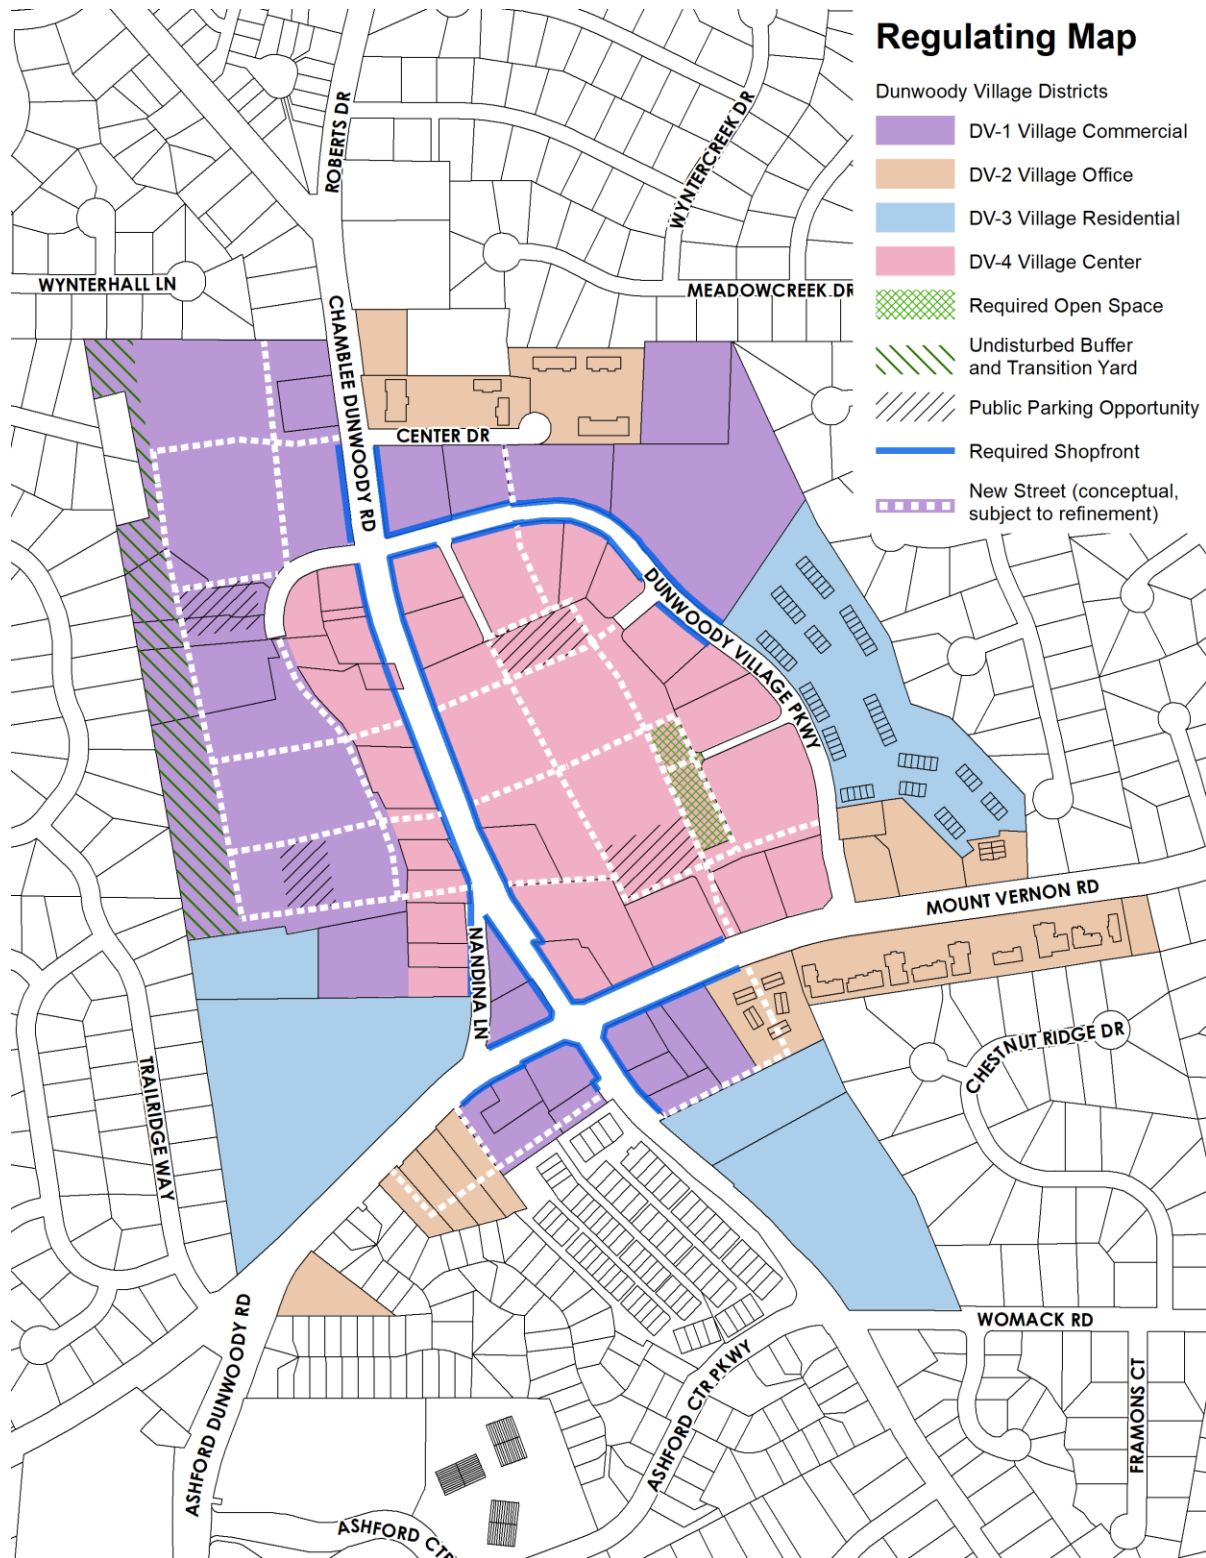 Regulating Map
Dunwoody Village Districts
DV-1 Village Commercial
DV-2 Village Office
DV-3 Village Residential
DV-4 Village Center
Required Open Space
Undisturbed Buffer
and Transition Yard
Public Parking Opportunity
Required Shopfront
New Street (conceptual,
subject to refinement)
ROBERTS DR
WYNTERCREEK DR
WYNTERHALL LN
MEADOWCREEK DR
CHAMBLEE DUNWOODY RD
CENTER DR
DUNWOODY VILLAGE PKWY
MOUNT VERNON RD
NANDINA LN
CHESTNUT RIDGE DR
TRAILRIDGE WAY
WOMACK RD
ASHFORD DUNWOODY RD
ASHFORD CTR PKWY
FRAMONS CT
ASHFORD CTR